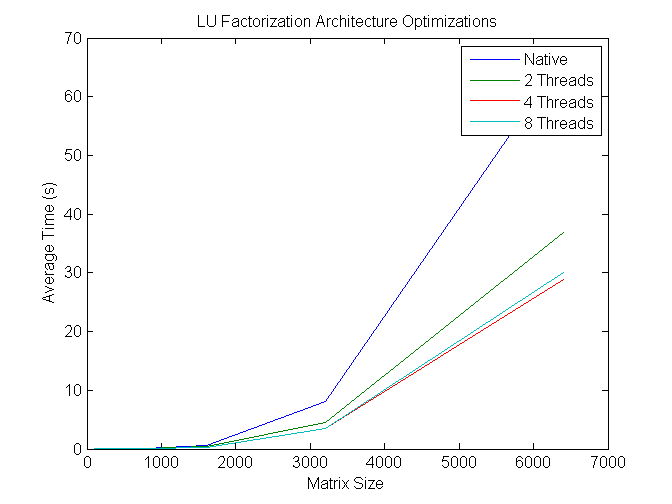 LU Factorization Architecture Optimizations
Native
2 Threads
4 Threads
8 Threads
Average Time (s)
70
60
50
40
30
20
10
0
0 1000 2000 3000 4000 5000 6000 7000
Matrix Size